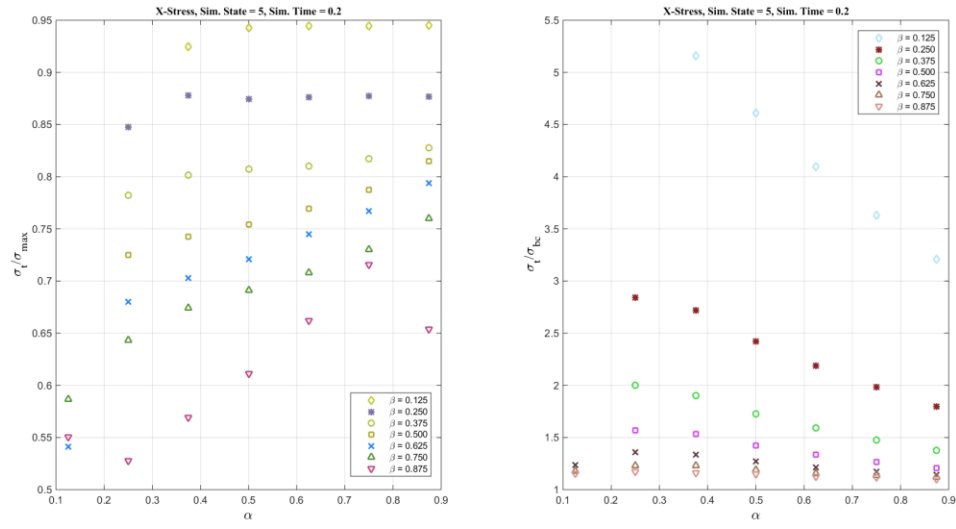 X-Stress, Sim. State = 5, Sim. Time = 0.2
0.95
0.9
0.85
0.8
0.75
0.7
0.65
0.6
0.55
0.5
σt/σmax
0.1 0.2 0.3 0.4 0.5 0.6 0.7 0.8 0.9
α
β = 0.125
β = 0.250
β = 0.375
β = 0.500
β = 0.625
β = 0.750
β = 0.875
X-Stress, Sim. State = 5, Sim. Time = 0.2
5.5
5
4.5
4
3.5
3
2.5
2
1.5
1
σt/σbc
0.1 0.2 0.3 0.4 0.5 0.6 0.7 0.8 0.9
α
β = 0.125
β = 0.250
β = 0.375
β = 0.500
β = 0.625
β = 0.750
β = 0.875